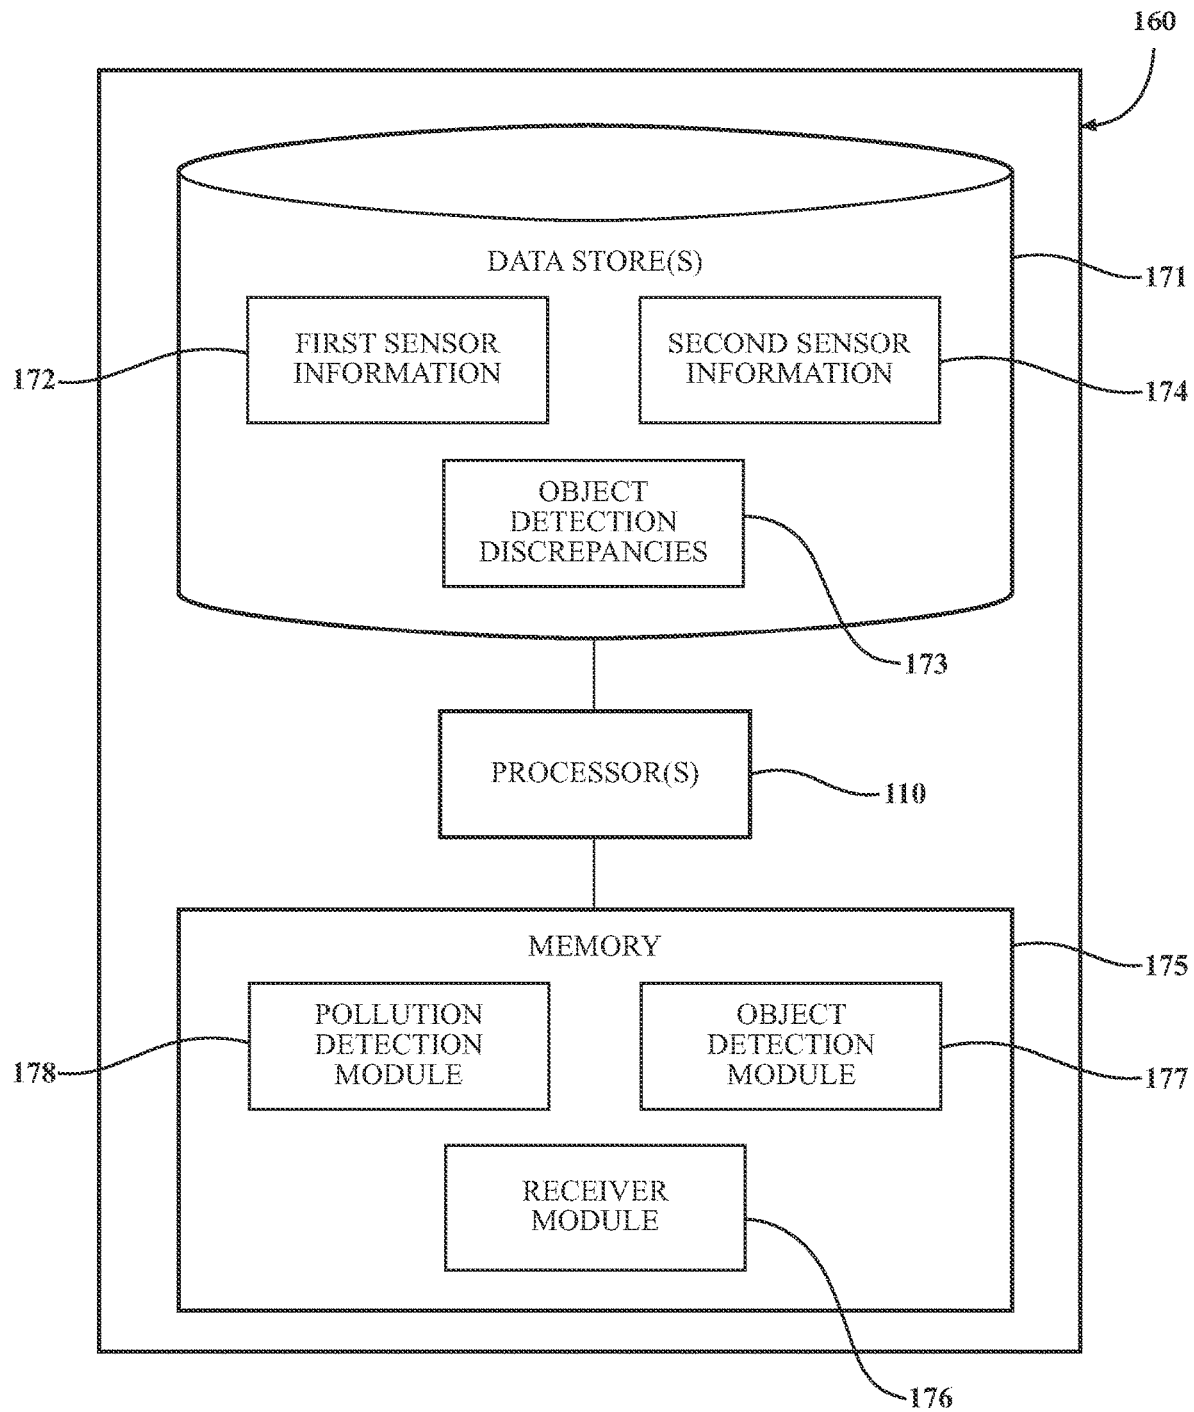 160
DATA STORE(S)
171
FIRST SENSOR
INFORMATION
172
SECOND SENSOR
INFORMATION
174
OBJECT
DETECTION
DISCREPANCIES
173
PROCESSOR(S)
110
MEMORY
175
POLLUTION
DETECTION
MODULE
178
OBJECT
DETECTION
MODULE
177
RECEIVER
MODULE
176